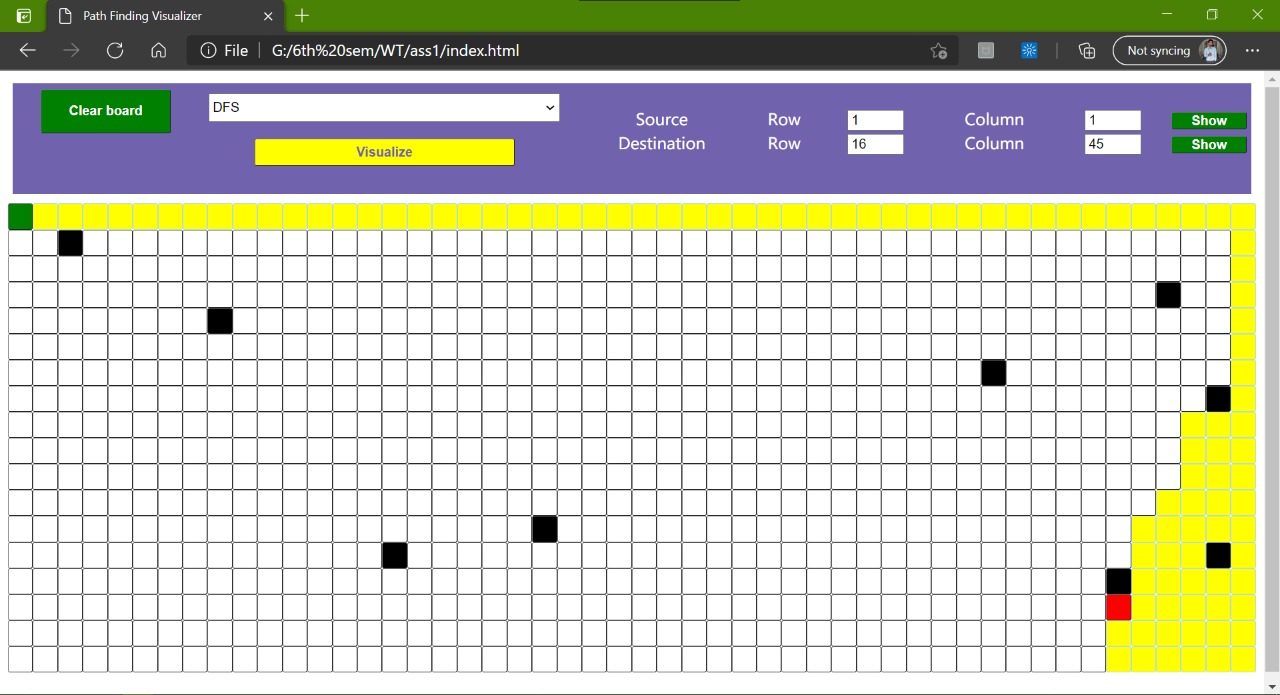 Path Finding Visualizer
File G:/6th%20sem/WT/ass1/index.html
Not syncing
Clear board
DFS
Visualize
Source Row 1 Column 1 Show
Destination Row 16 Column 45 Show